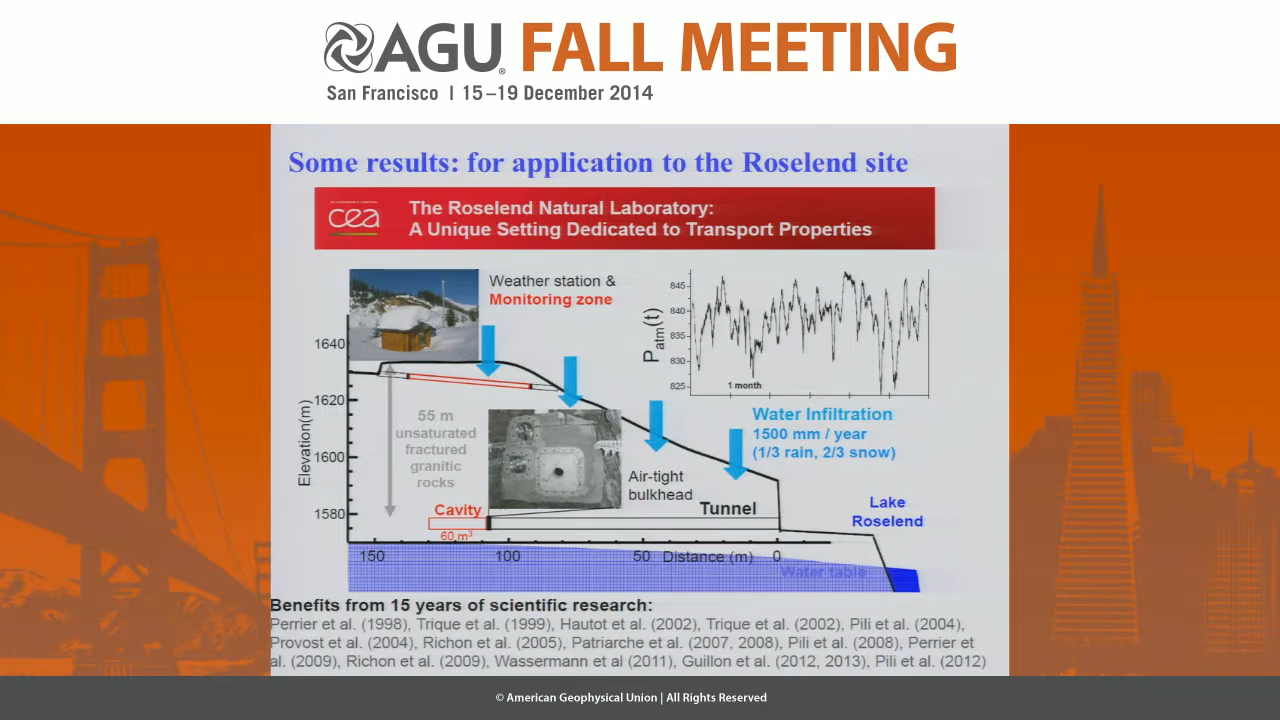 AGU FALL MEETING
San Francisco | 15–19 December 2014
Some results: for application to the Roselend site
cea
The Roselend Natural Laboratory:
A Unique Setting Dedicated to Transport Properties
Weather station &
Monitoring zone
Patm(t)
845
840
835
830
825
1 month
Elevation(m)
1640
1620
1600
1580
55 m
unsaturated
fractured
granitic
rocks
Water Infiltration
1500 mm / year
(1/3 rain, 2/3 snow)
Air-tight
bulkhead
Tunnel
Cavity
60 m³
Lake
Roselend
150 100 50 Distance (m) 0
Water table
Benefits from 15 years of scientific research:
Perrier et al. (1998), Trique et al. (1999), Hautot et al. (2002), Trique et al. (2002), Pili et al. (2004),
Provost et al. (2004), Richon et al. (2005), Patriarche et al. (2007, 2008), Pili et al. (2008), Perrier et
al. (2009), Richon et al. (2009), Wassermann et al (2011), Guillon et al. (2012, 2013), Pili et al. (2012)
© American Geophysical Union | All Rights Reserved